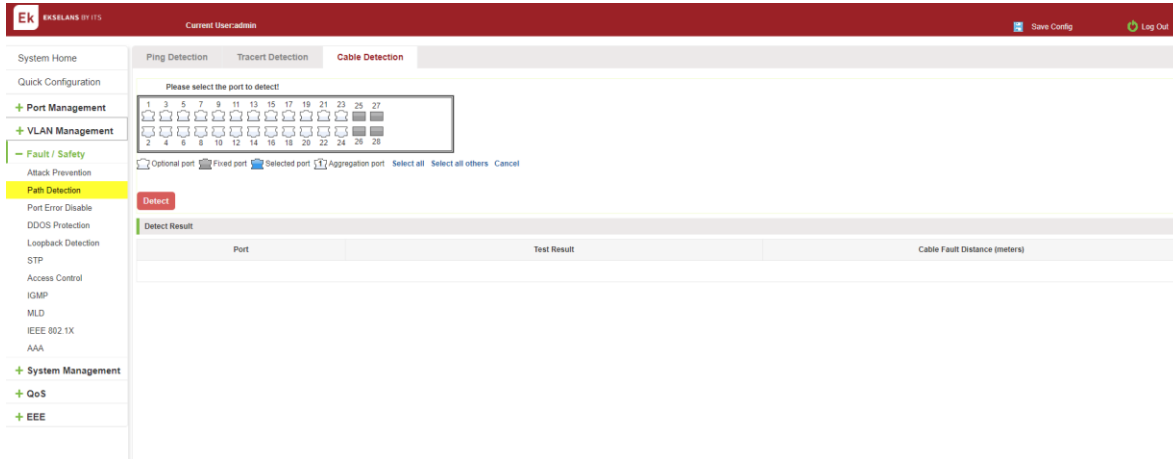 Ek EKSELANS BY ITS
Current User:admin
Save Config
Log Out
System Home
Quick Configuration
+ Port Management
+ VLAN Management
− Fault / Safety
Attack Prevention
Path Detection
Port Error Disable
DDOS Protection
Loopback Detection
STP
Access Control
IGMP
MLD
IEEE 802.1X
AAA
+ System Management
+ QoS
+ EEE
Ping Detection Tracert Detection Cable Detection
Please select the port to detect!
1 3 5 7 9 11 13 15 17 19 21 23 25 27
2 4 6 8 10 12 14 16 18 20 22 24 26 28
Optional port Fixed port Selected port 1 Aggregation port Select all Select all others Cancel
Detect
Detect Result
Port Test Result Cable Fault Distance (meters)